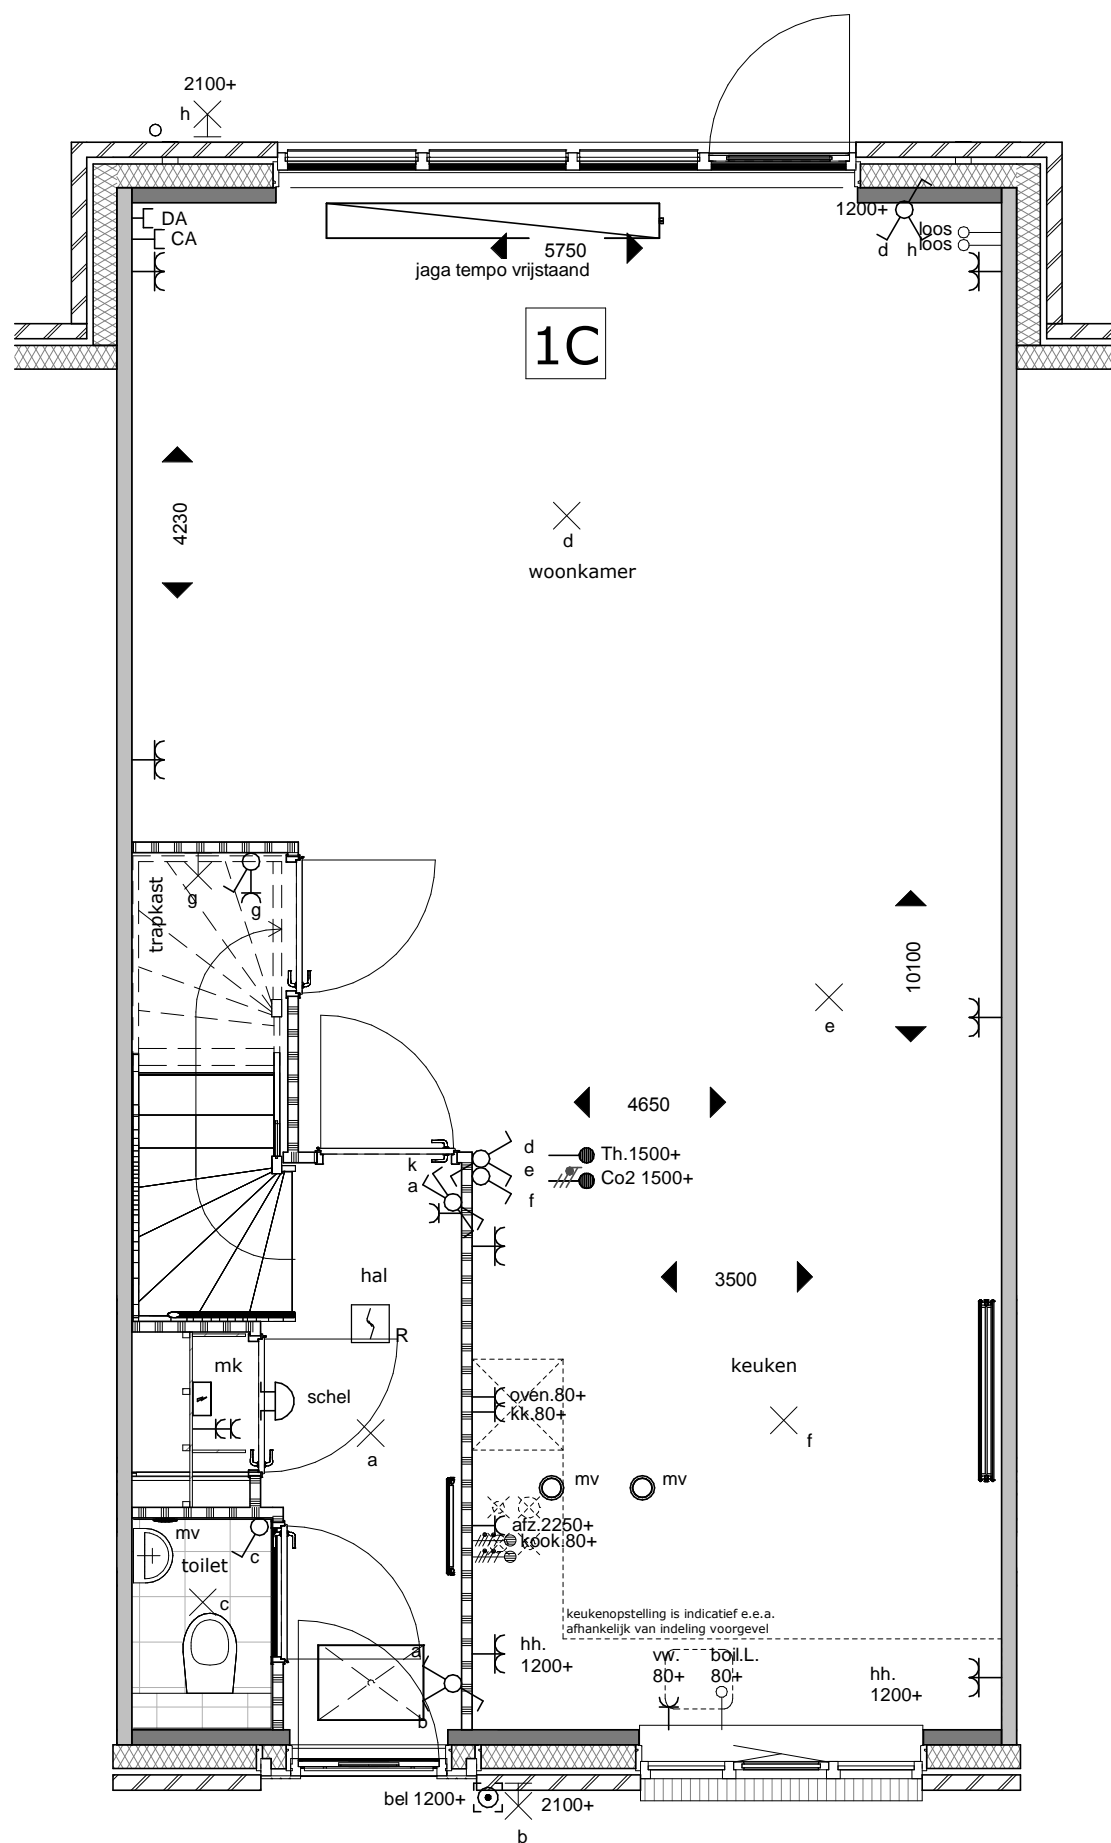 2100+
h
1200+
DA
CA
d
h
loos
loos
5750
jaga tempo vrijstaand
1C
4230
d
woonkamer
trapkast
g
g
10100
e
4650
d
Th.1500+
k
e
Co2 1500+
a
f
hal
3500
R
mk
keuken
schel
oven.80+
kk.80+
a
f
mv
mv
mv
afz.2250+
kook.80+
toilet
c
c
keukenopstelling is indicatief e.e.a.
afhankelijk van indeling voorgevel
a
hh.
1200+
vw.
80+
boil.L.
80+
hh.
1200+
b
bel 1200+
2100+
b